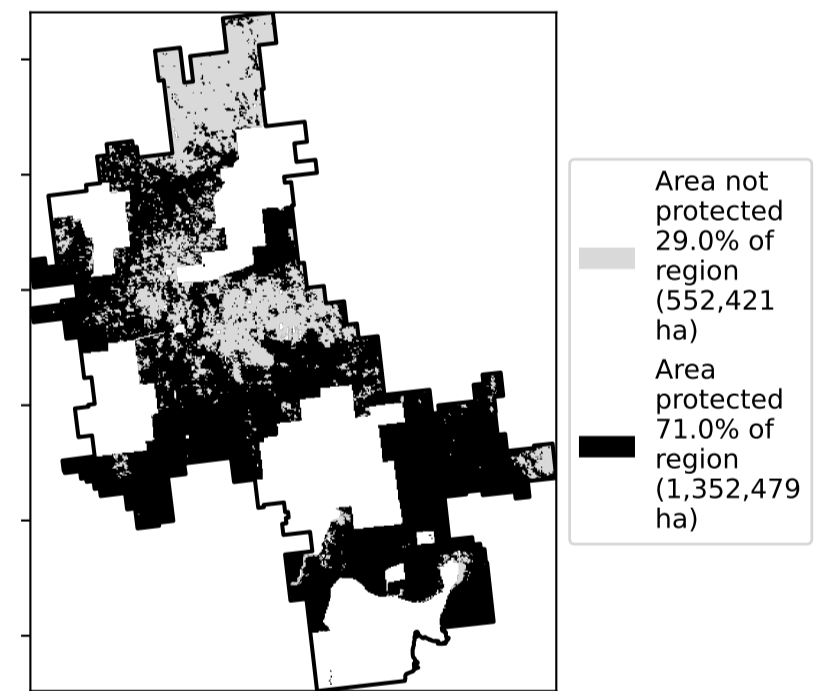 Area not
protected
29.0% of
region
(552,421
ha)
Area
protected
71.0% of
region
(1,352,479
ha)